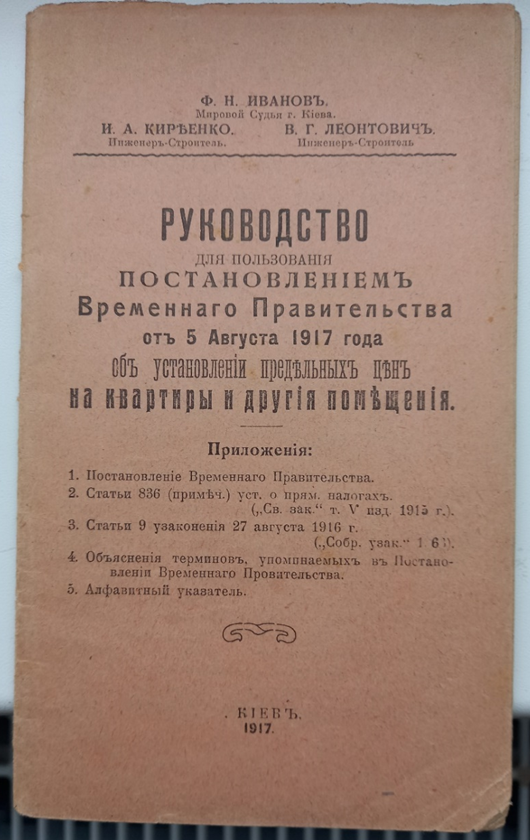 Ф. Н. ИВАНОВЪ.
Мировой Судья г. Кіева.
И. А. КИРѢЕНКО. В. Г. ЛЕОНТОВИЧЪ.
Инженеръ-Строитель. Инженеръ-Строитель
РУКОВОДСТВО
ДЛЯ ПОЛЬЗОВАНІЯ
ПОСТАНОВЛЕНІЕМЪ
Временнаго Правительства
отъ 5 Августа 1917 года
объ установленіи предѣльныхъ цѣнъ
на квартиры и другія помѣщенія.
Приложенія:
1. Постановленіе Временнаго Правительства.
2. Статьи 836 (примѣч.) уст. о прям. налогахъ.
(„Св. зак.“ т. V изд. 1915 г.).
3. Статьи 9 узаконенія 27 августа 1916 г.
(„Собр. узак.“
4. Объясненія терминовъ, упоминаемыхъ въ Постано-
вленіи Временнаго Провительства.
5. Алфавитный указатель.
КІЕВЪ.
1917.